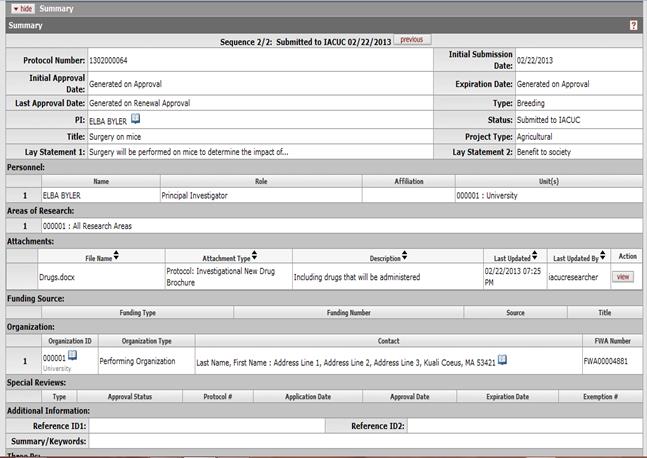 hide Summary
Summary ?
Sequence 2/2: Submitted to IACUC 02/22/2013 previous
Protocol Number: 1302000064 Initial Submission Date: 02/22/2013
Initial Approval Date: Generated on Approval Expiration Date: Generated on Approval
Last Approval Date: Generated on Renewal Approval Type: Breeding
PI: ELBA BYLER Status: Submitted to IACUC
Title: Surgery on mice Project Type: Agricultural
Lay Statement 1: Surgery will be performed on mice to determine the impact of... Lay Statement 2: Benefit to society
Personnel:
Name Role Affiliation Unit(s)
1 ELBA BYLER Principal Investigator 000001 : University
Areas of Research:
1 000001 : All Research Areas
Attachments:
File Name Attachment Type Description Last Updated Last Updated By Action
Drugs.docx Protocol: Investigational New Drug Brochure Including drugs that will be administered 02/22/2013 07:25 PM iacucresearcher view
Funding Source:
Funding Type Funding Number Source Title
Organization:
Organization ID Organization Type Contact FWA Number
1 000001 University Performing Organization Last Name, First Name : Address Line 1, Address Line 2, Address Line 3, Kuali Coeus, MA 53421 FWA00004881
Special Reviews:
Type Approval Status Protocol # Application Date Approval Date Expiration Date Exemption #
Additional Information:
Reference ID1: Reference ID2:
Summary/Keywords: